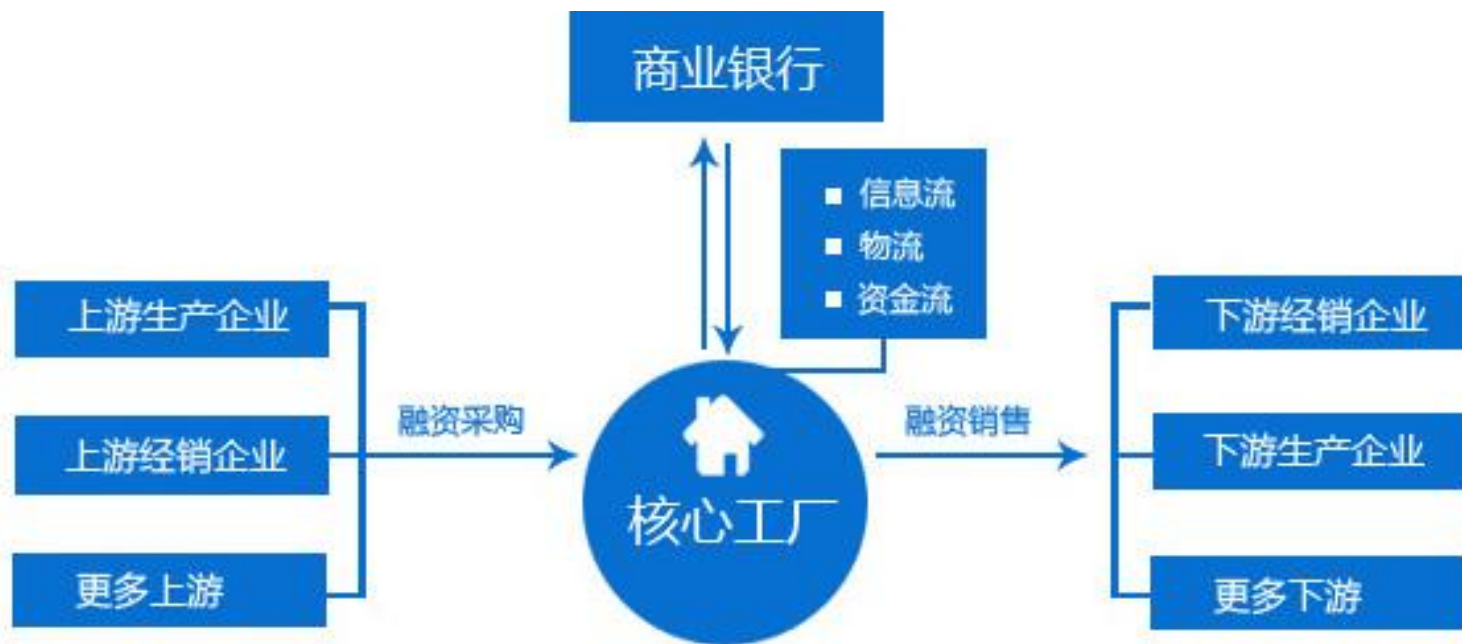 商业银行
信息流
物流
资金流
上游生产企业
下游经销企业
融资采购
融资销售
上游经销企业
下游生产企业
核心工厂
更多上游
更多下游